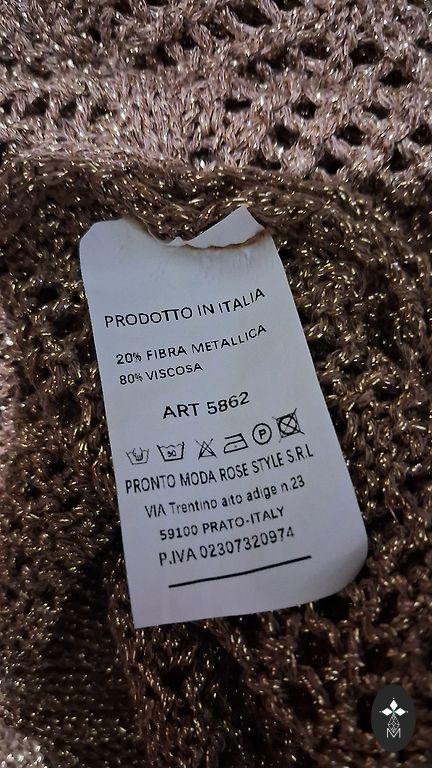 PRODOTTO IN ITALIA
20% FIBRA METALLICA
80% VISCOSA
ART 5862
P
PRONTO MODA ROSE STYLE S.R.L
VIA Trentino alto adige n.23
59100 PRATO-ITALY
P.IVA 02307320974